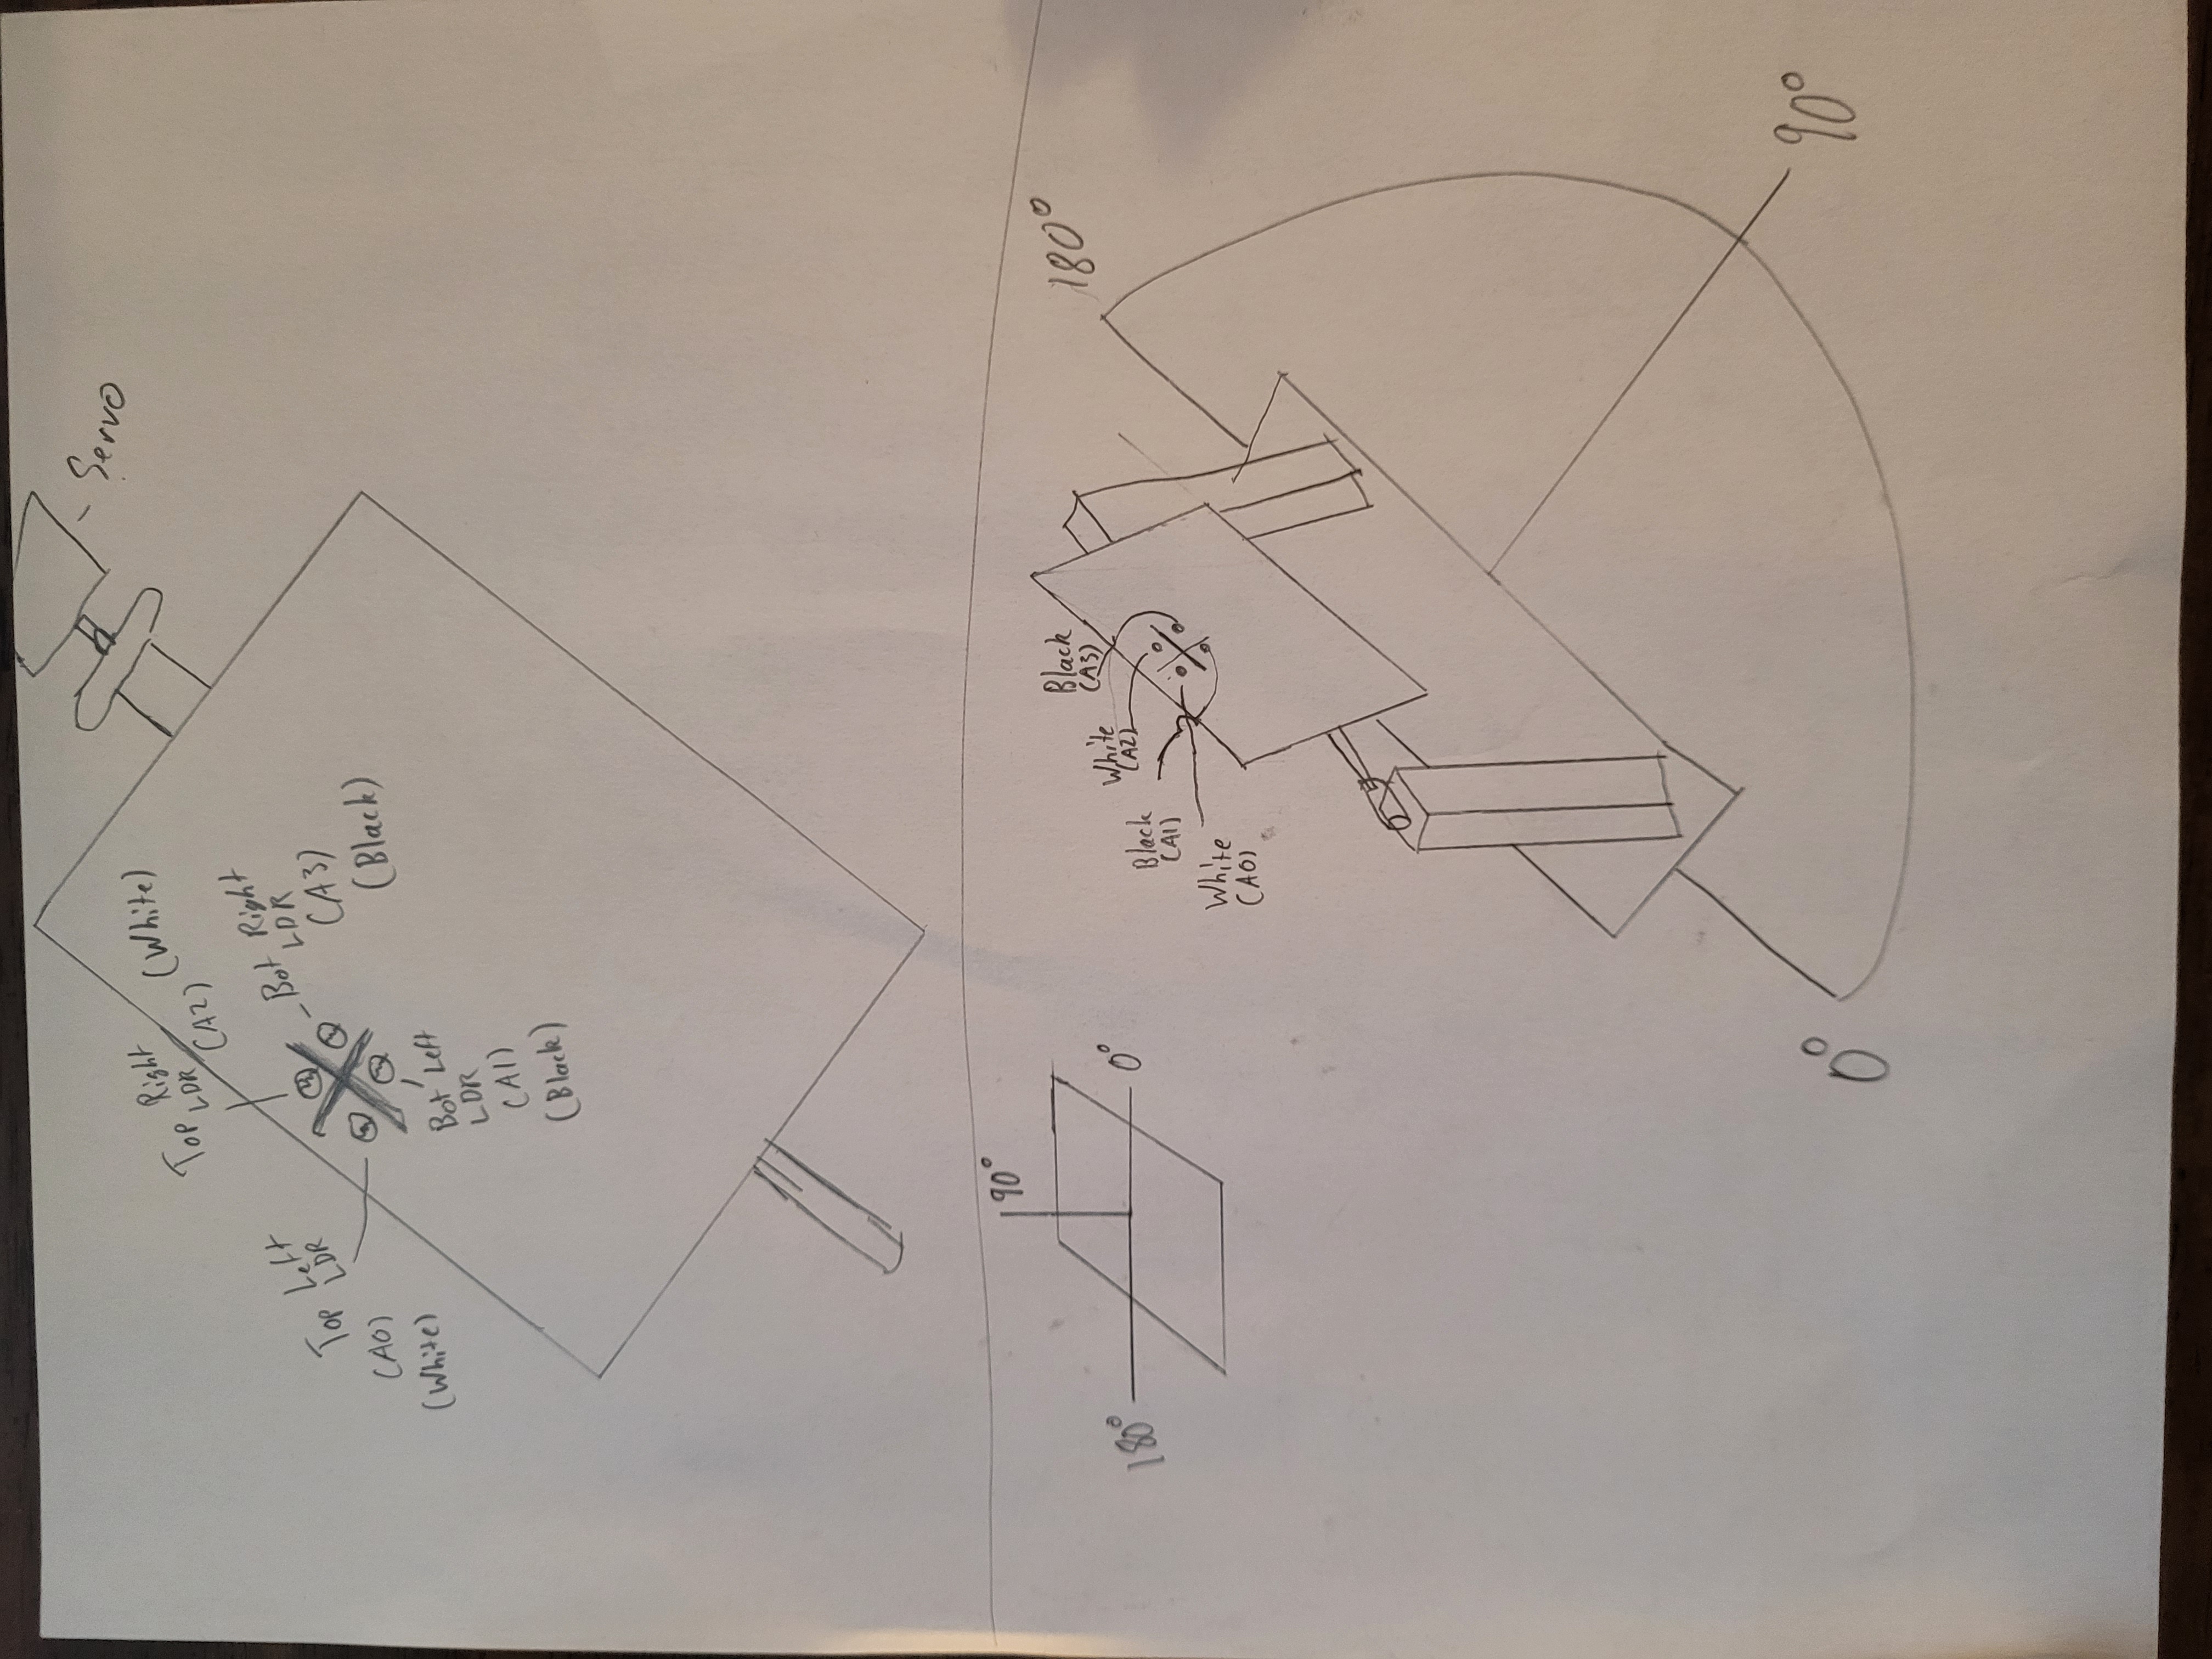 Servo
Top Right
LDR
(A2)
(White)
Top Left
LDR
(A0)
(White)
Bot Right
LDR
(A3)
(Black)
Bot Left
LDR
(A1)
(Black)
90°
180°
0°
Black
(A3)
White
(A2)
Black
(A1)
White
(A0)
180°
0°
90°